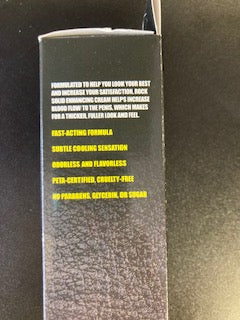 FORMULATED TO HELP YOU LOOK YOUR BEST
AND INCREASE YOUR SATISFACTION, ROCK
SOLID ENHANCING CREAM HELPS INCREASE
BLOOD FLOW TO THE PENIS, WHICH MAKES
FOR A THICKER, FULLER LOOK AND FEEL.
FAST-ACTING FORMULA
SUBTLE COOLING SENSATION
ODORLESS AND FLAVORLESS
PETA-CERTIFIED, CRUELTY-FREE
NO PARABENS, GLYCERIN, OR SUGAR